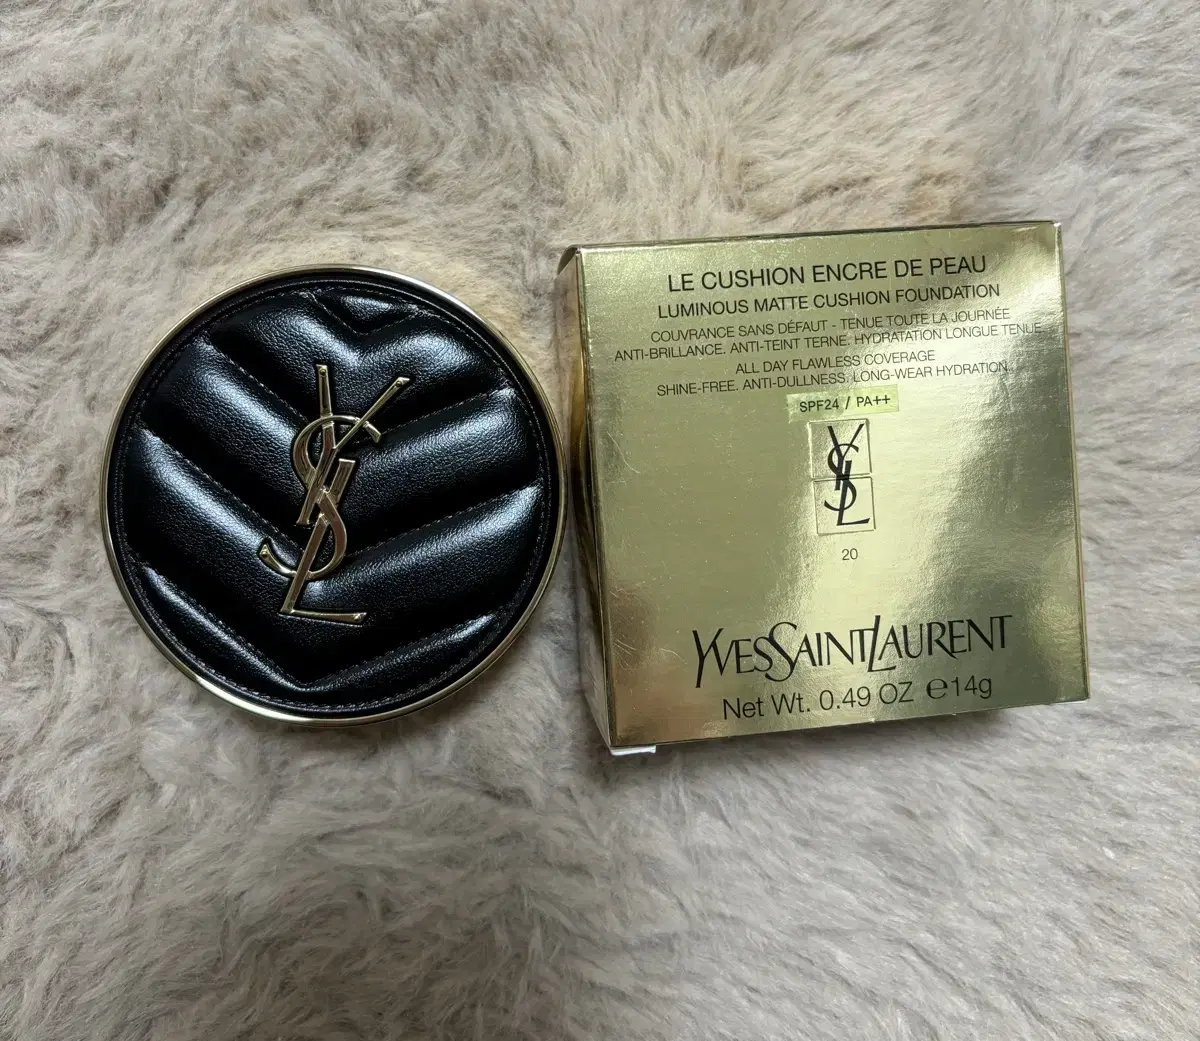 YSL
LE CUSHION ENCRE DE PEAU
LUMINOUS MATTE CUSHION FOUNDATION
COUVRANCE SANS DÉFAUT - TENUE TOUTE LA JOURNÉE
ANTI-BRILLANCE. ANTI-TEINT TERNE. HYDRATATION LONGUE TENUE
ALL DAY FLAWLESS COVERAGE
SHINE-FREE. ANTI-DULLNESS. LONG-WEAR HYDRATION.
SPF24 / PA++
YSL
20
YVESSAINTLAURENT
Net Wt. 0.49 OZ ℮14g